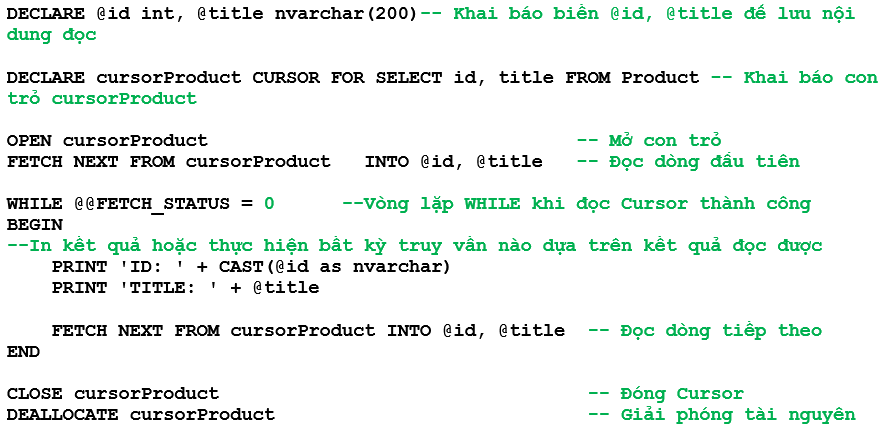 DECLARE @id int, @title nvarchar(200)-- Khai báo biến @id, @title để lưu nội
dung đọc
DECLARE cursorProduct CURSOR FOR SELECT id, title FROM Product -- Khai báo con
trỏ cursorProduct
OPEN cursorProduct -- Mở con trỏ
FETCH NEXT FROM cursorProduct INTO @id, @title -- Đọc dòng đầu tiên
WHILE @@FETCH_STATUS = 0 --Vòng lặp WHILE khi đọc Cursor thành công
BEGIN
--In kết quả hoặc thực hiện bất kỳ truy vấn nào dựa trên kết quả đọc được
PRINT 'ID: ' + CAST(@id as nvarchar)
PRINT 'TITLE: ' + @title
FETCH NEXT FROM cursorProduct INTO @id, @title -- Đọc dòng tiếp theo
END
CLOSE cursorProduct -- Đóng Cursor
DEALLOCATE cursorProduct -- Giải phóng tài nguyên